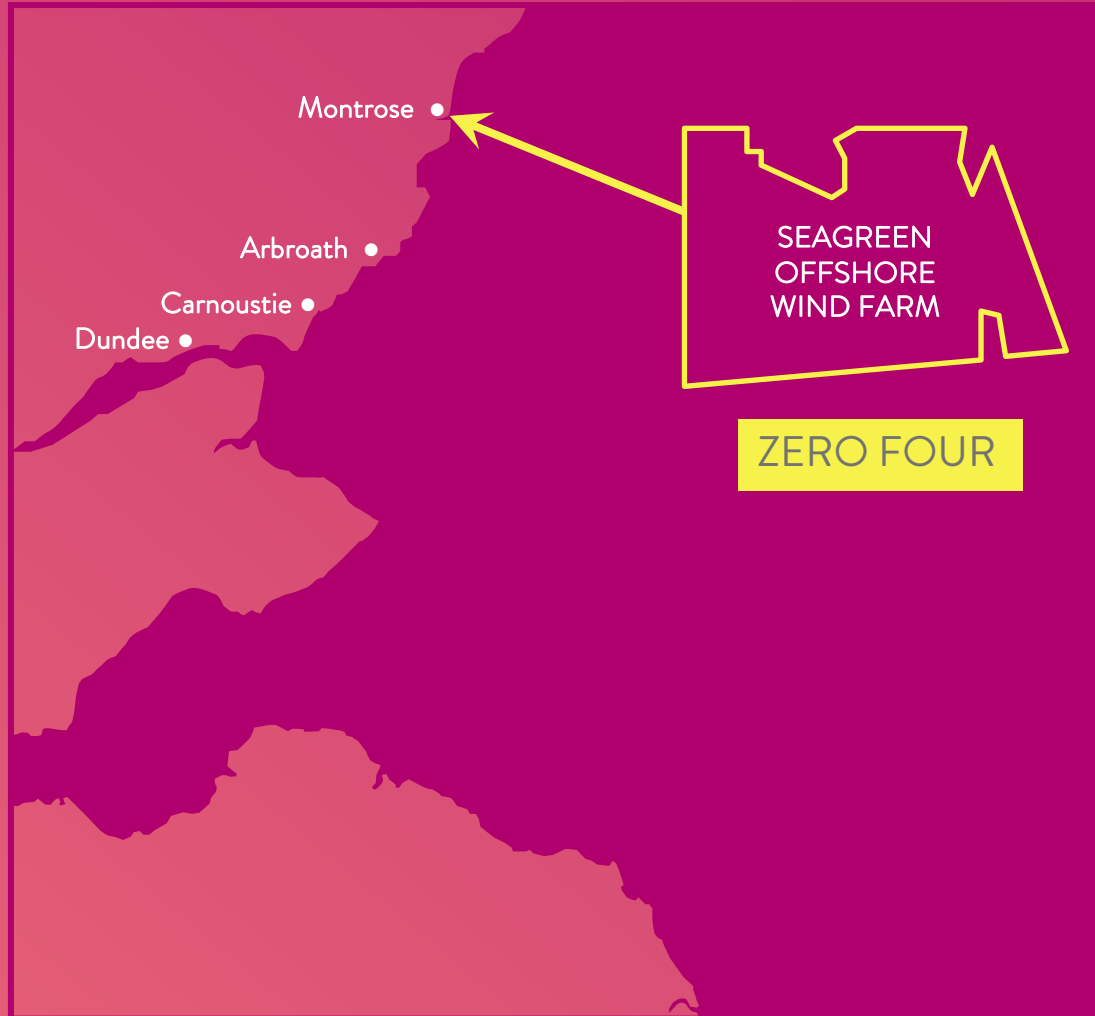 Montrose
SEAGREEN
OFFSHORE
WIND FARM
Arbroath
Carnoustie
Dundee
ZERO FOUR